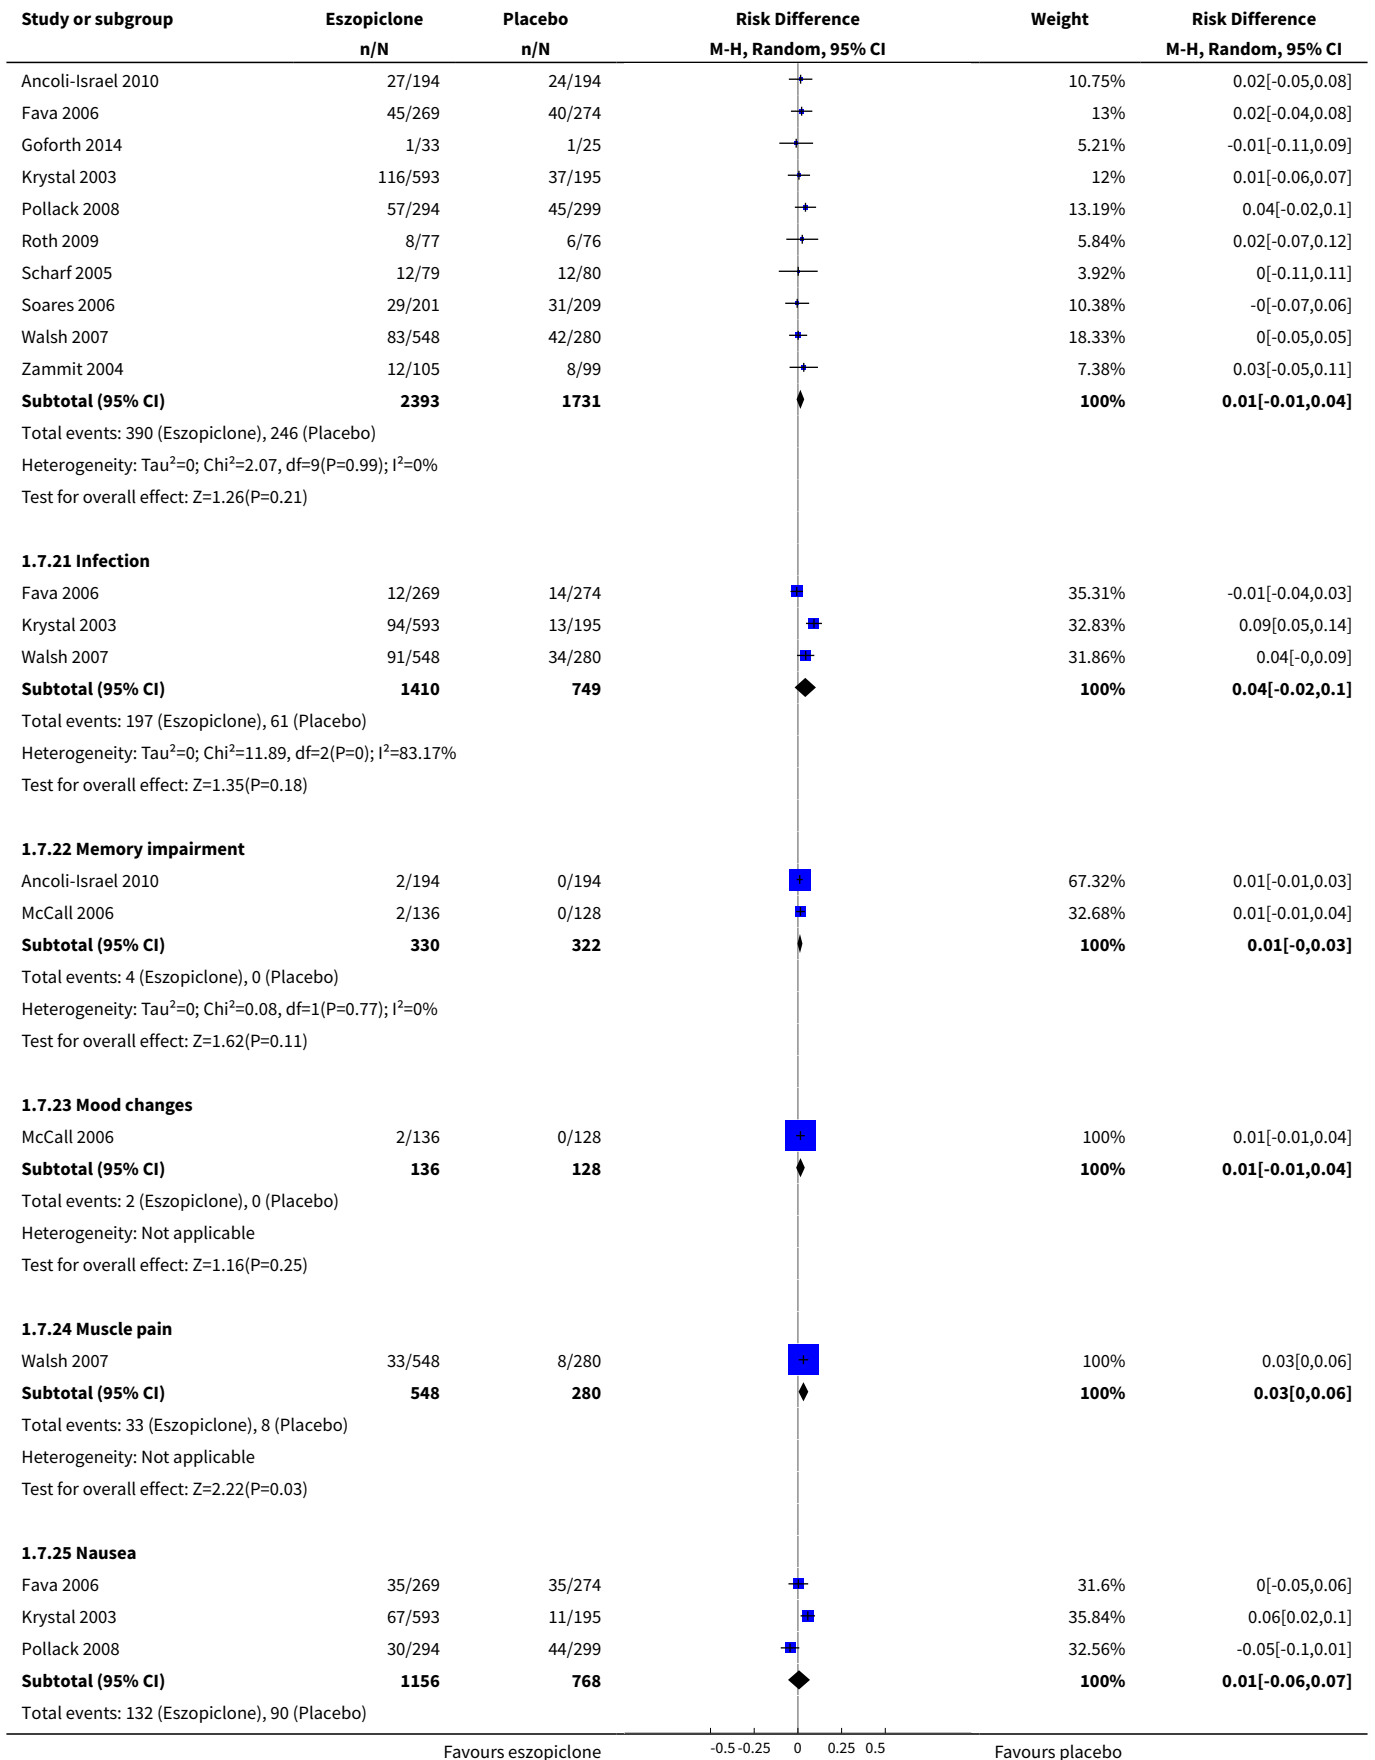 Study or subgroup Eszopiclone Placebo Risk Difference Weight Risk Difference
n/N n/N M-H, Random, 95% CI M-H, Random, 95% CI
Ancoli-Israel 2010 27/194 24/194 10.75% 0.02[-0.05,0.08]
Fava 2006 45/269 40/274 13% 0.02[-0.04,0.08]
Goforth 2014 1/33 1/25 5.21% -0.01[-0.11,0.09]
Krystal 2003 116/593 37/195 12% 0.01[-0.06,0.07]
Pollack 2008 57/294 45/299 13.19% 0.04[-0.02,0.1]
Roth 2009 8/77 6/76 5.84% 0.02[-0.07,0.12]
Scharf 2005 12/79 12/80 3.92% 0[-0.11,0.11]
Soares 2006 29/201 31/209 10.38% -0[-0.07,0.06]
Walsh 2007 83/548 42/280 18.33% 0[-0.05,0.05]
Zammit 2004 12/105 8/99 7.38% 0.03[-0.05,0.11]
Subtotal (95% CI) 2393 1731 100% 0.01[-0.01,0.04]
Total events: 390 (Eszopiclone), 246 (Placebo)
Heterogeneity: Tau²=0; Chi²=2.07, df=9(P=0.99); I²=0%
Test for overall effect: Z=1.26(P=0.21)
1.7.21 Infection
Fava 2006 12/269 14/274 35.31% -0.01[-0.04,0.03]
Krystal 2003 94/593 13/195 32.83% 0.09[0.05,0.14]
Walsh 2007 91/548 34/280 31.86% 0.04[-0,0.09]
Subtotal (95% CI) 1410 749 100% 0.04[-0.02,0.1]
Total events: 197 (Eszopiclone), 61 (Placebo)
Heterogeneity: Tau²=0; Chi²=11.89, df=2(P=0); I²=83.17%
Test for overall effect: Z=1.35(P=0.18)
1.7.22 Memory impairment
Ancoli-Israel 2010 2/194 0/194 67.32% 0.01[-0.01,0.03]
McCall 2006 2/136 0/128 32.68% 0.01[-0.01,0.04]
Subtotal (95% CI) 330 322 100% 0.01[-0,0.03]
Total events: 4 (Eszopiclone), 0 (Placebo)
Heterogeneity: Tau²=0; Chi²=0.08, df=1(P=0.77); I²=0%
Test for overall effect: Z=1.62(P=0.11)
1.7.23 Mood changes
McCall 2006 2/136 0/128 100% 0.01[-0.01,0.04]
Subtotal (95% CI) 136 128 100% 0.01[-0.01,0.04]
Total events: 2 (Eszopiclone), 0 (Placebo)
Heterogeneity: Not applicable
Test for overall effect: Z=1.16(P=0.25)
1.7.24 Muscle pain
Walsh 2007 33/548 8/280 100% 0.03[0,0.06]
Subtotal (95% CI) 548 280 100% 0.03[0,0.06]
Total events: 33 (Eszopiclone), 8 (Placebo)
Heterogeneity: Not applicable
Test for overall effect: Z=2.22(P=0.03)
1.7.25 Nausea
Fava 2006 35/269 35/274 31.6% 0[-0.05,0.06]
Krystal 2003 67/593 11/195 35.84% 0.06[0.02,0.1]
Pollack 2008 30/294 44/299 32.56% -0.05[-0.1,0.01]
Subtotal (95% CI) 1156 768 100% 0.01[-0.06,0.07]
Total events: 132 (Eszopiclone), 90 (Placebo)
Favours eszopiclone -0.5 -0.25 0 0.25 0.5 Favours placebo